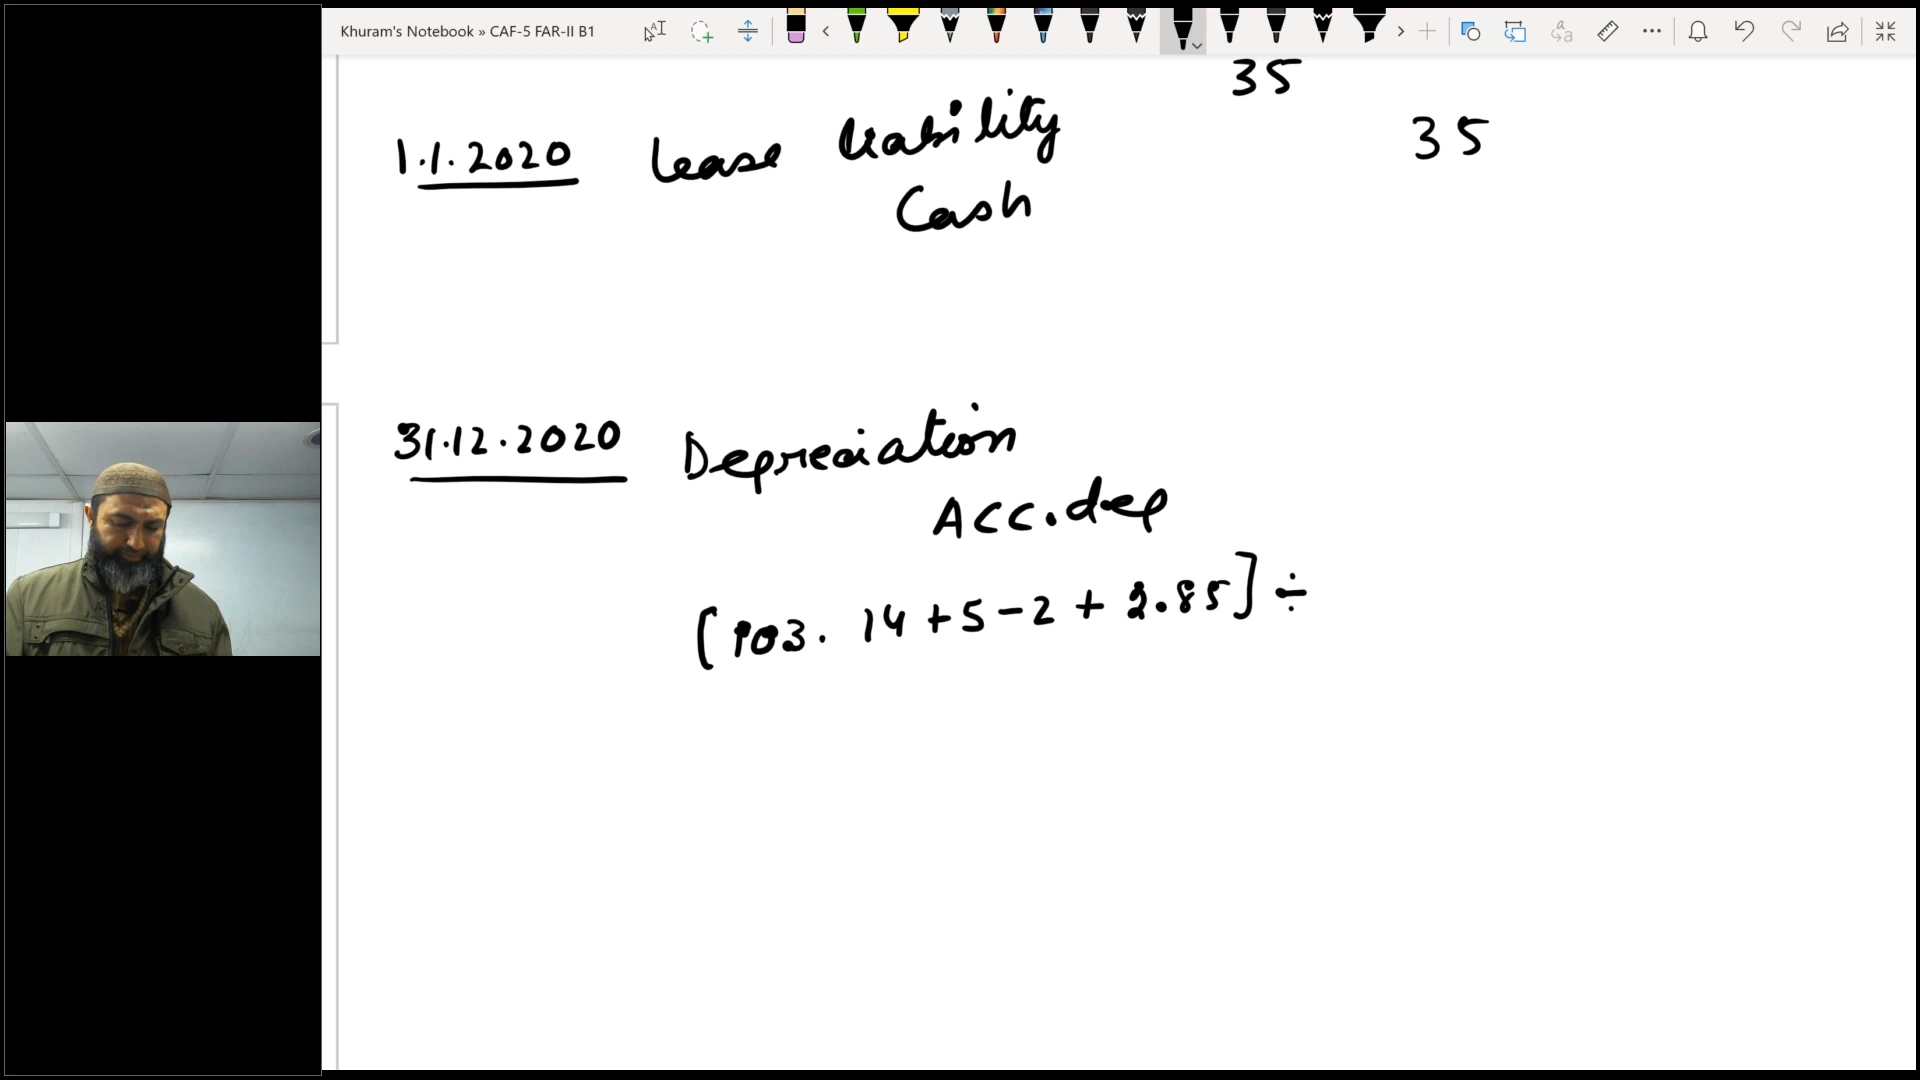 Khuram's Notebook » CAF-5 FAR-II B1
35
1.1.2020 Lease liability 35
Cash
31.12.2020 Depreciation
Acc.dep
[103.14+5-2+2.85]÷